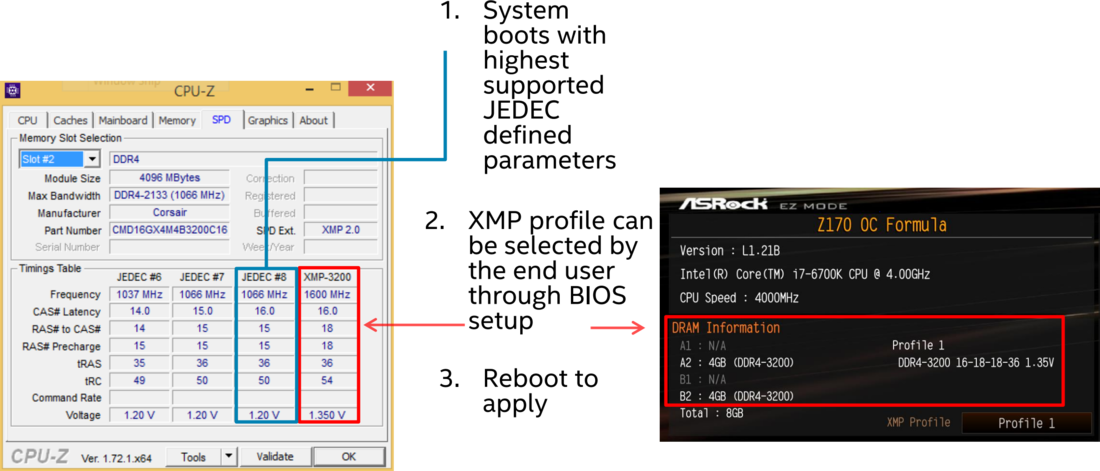 1. System
boots with
highest
supported
JEDEC
defined
parameters
2. XMP profile can
be selected by
the end user
through BIOS
setup
3. Reboot to
apply
CPU-Z
CPU Caches Mainboard Memory SPD Graphics About
Memory Slot Selection
Slot #2 DDR4
Module Size 4096 MBytes Correction
Max Bandwidth DDR4-2133 (1066 MHz) Registered
Manufacturer Corsair Buffered
Part Number CMD16GX4M4B3200C16 SPD Ext. XMP 2.0
Serial Number Week/Year
Timings Table
JEDEC #6 JEDEC #7 JEDEC #8 XMP-3200
Frequency 1037 MHz 1066 MHz 1066 MHz 1600 MHz
CAS# Latency 14.0 15.0 16.0 16.0
RAS# to CAS# 14 15 15 18
RAS# Precharge 15 15 15 18
tRAS 35 36 36 36
tRC 49 50 50 54
Command Rate
Voltage 1.20 V 1.20 V 1.20 V 1.350 V
CPU-Z Ver. 1.72.1.x64 Tools Validate OK
ASRock EZ MODE
Z170 OC Formula
Version : L1.21B
Intel(R) Core(TM) i7-6700K CPU @ 4.00GHz
CPU Speed : 4000MHz
DRAM Information
A1 : N/A Profile 1
A2 : 4GB (DDR4-3200) DDR4-3200 16-18-18-36 1.35V
B1 : N/A
B2 : 4GB (DDR4-3200)
Total : 8GB
XMP Profile Profile 1